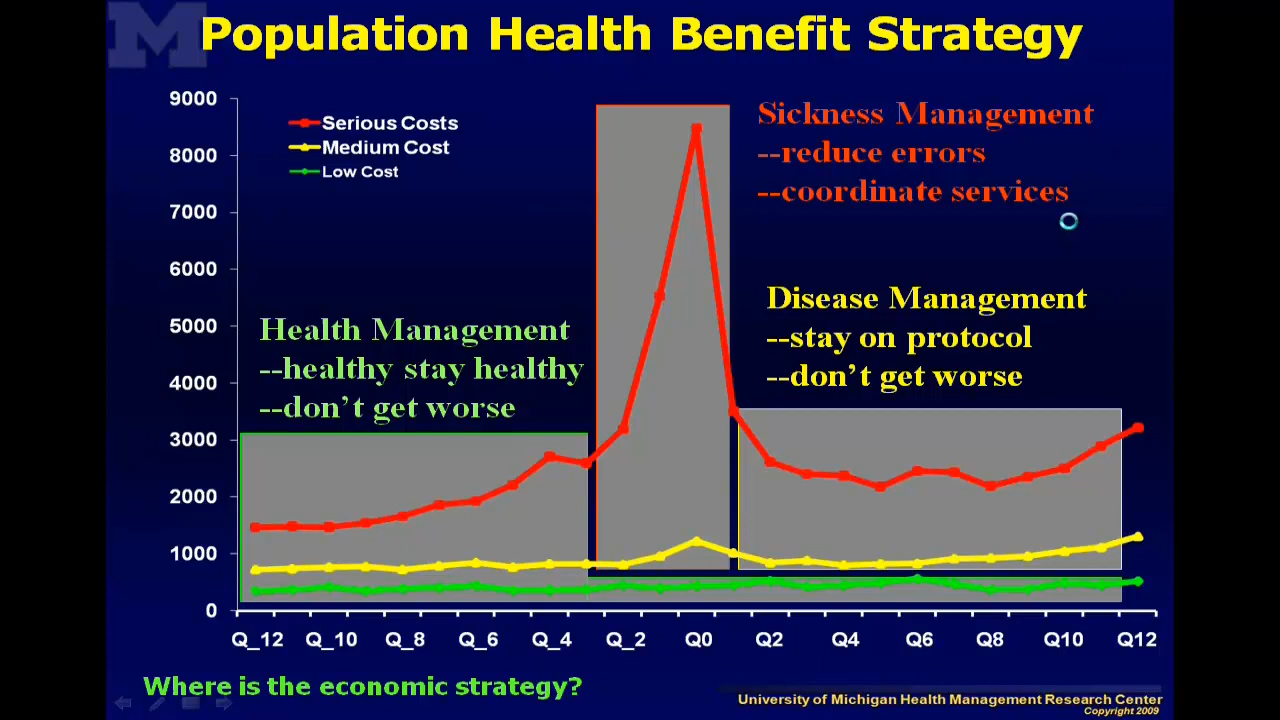 M
Population Health Benefit Strategy
9000
8000
7000
6000
5000
4000
3000
2000
1000
0
Serious Costs
Medium Cost
Low Cost
Sickness Management
--reduce errors
--coordinate services
Health Management
--healthy stay healthy
--don’t get worse
Disease Management
--stay on protocol
--don’t get worse
Q_12 Q_10 Q_8 Q_6 Q_4 Q_2 Q0 Q2 Q4 Q6 Q8 Q10 Q12
Where is the economic strategy?
University of Michigan Health Management Research Center
Copyright 2009